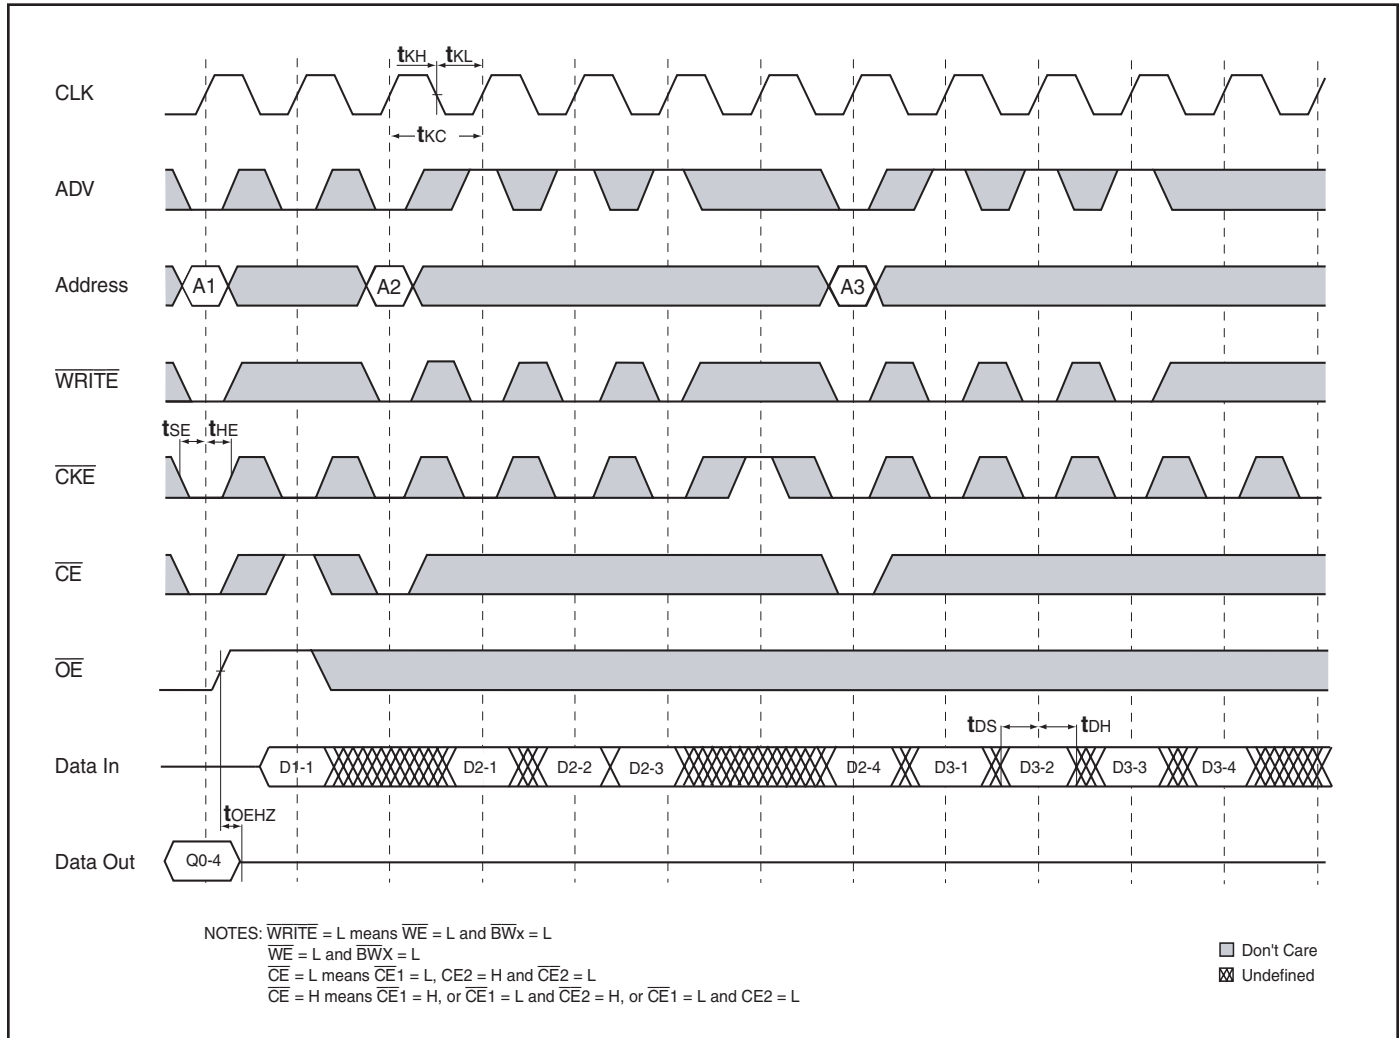 tKH tKL
CLK
tKC
ADV
Address A1 A2 A3
WRITE
tSE tHE
CKE
CE
OE
tDS tDH
Data In D1-1 D2-1 D2-2 D2-3 D2-4 D3-1 D3-2 D3-3 D3-4
tOEHZ
Data Out Q0-4
NOTES: WRITE = L means WE = L and BWx = L
WE = L and BWX = L
CE = L means CE1 = L, CE2 = H and CE2 = L
CE = H means CE1 = H, or CE1 = L and CE2 = H, or CE1 = L and CE2 = L
Don't Care
Undefined